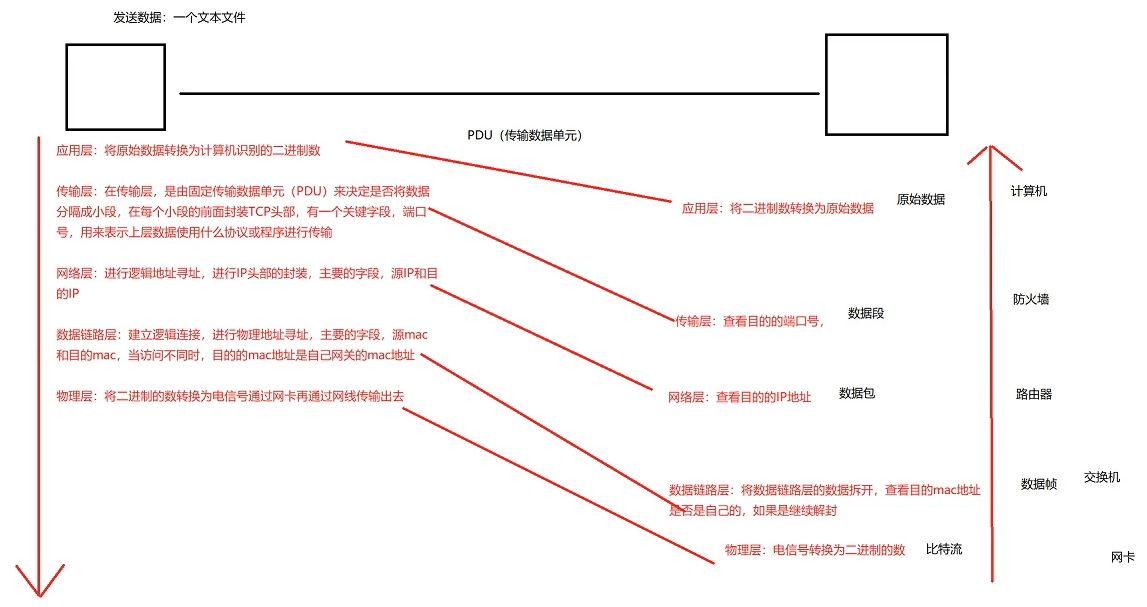 发送数据：一个文本文件
PDU（传输数据单元）
应用层：将原始数据转换为计算机识别的二进制数
传输层：在传输层，是由固定传输数据单元（PDU）来决定是否将数据
分隔成小段，在每个小段的前面封装TCP头部，有一个关键字段，端口
号，用来表示上层数据使用什么协议或程序进行传输
网络层：进行逻辑地址寻址，进行IP头部的封装，主要的字段，源IP和目
的IP
数据链路层：建立逻辑连接，进行物理地址寻址，主要的字段，源mac
和目的mac，当访问不同时，目的的mac地址是自己网关的mac地址
物理层：将二进制的数转换为电信号通过网卡再通过网线传输出去
应用层：将二进制数转换为原始数据
原始数据
计算机
传输层：查看目的的端口号，
数据段
防火墙
网络层：查看目的的IP地址
数据包
路由器
数据链路层：将数据链路层的数据拆开，查看目的mac地址
是否是自己的，如果是继续解封
数据帧
交换机
物理层：电信号转换为二进制的数
比特流
网卡